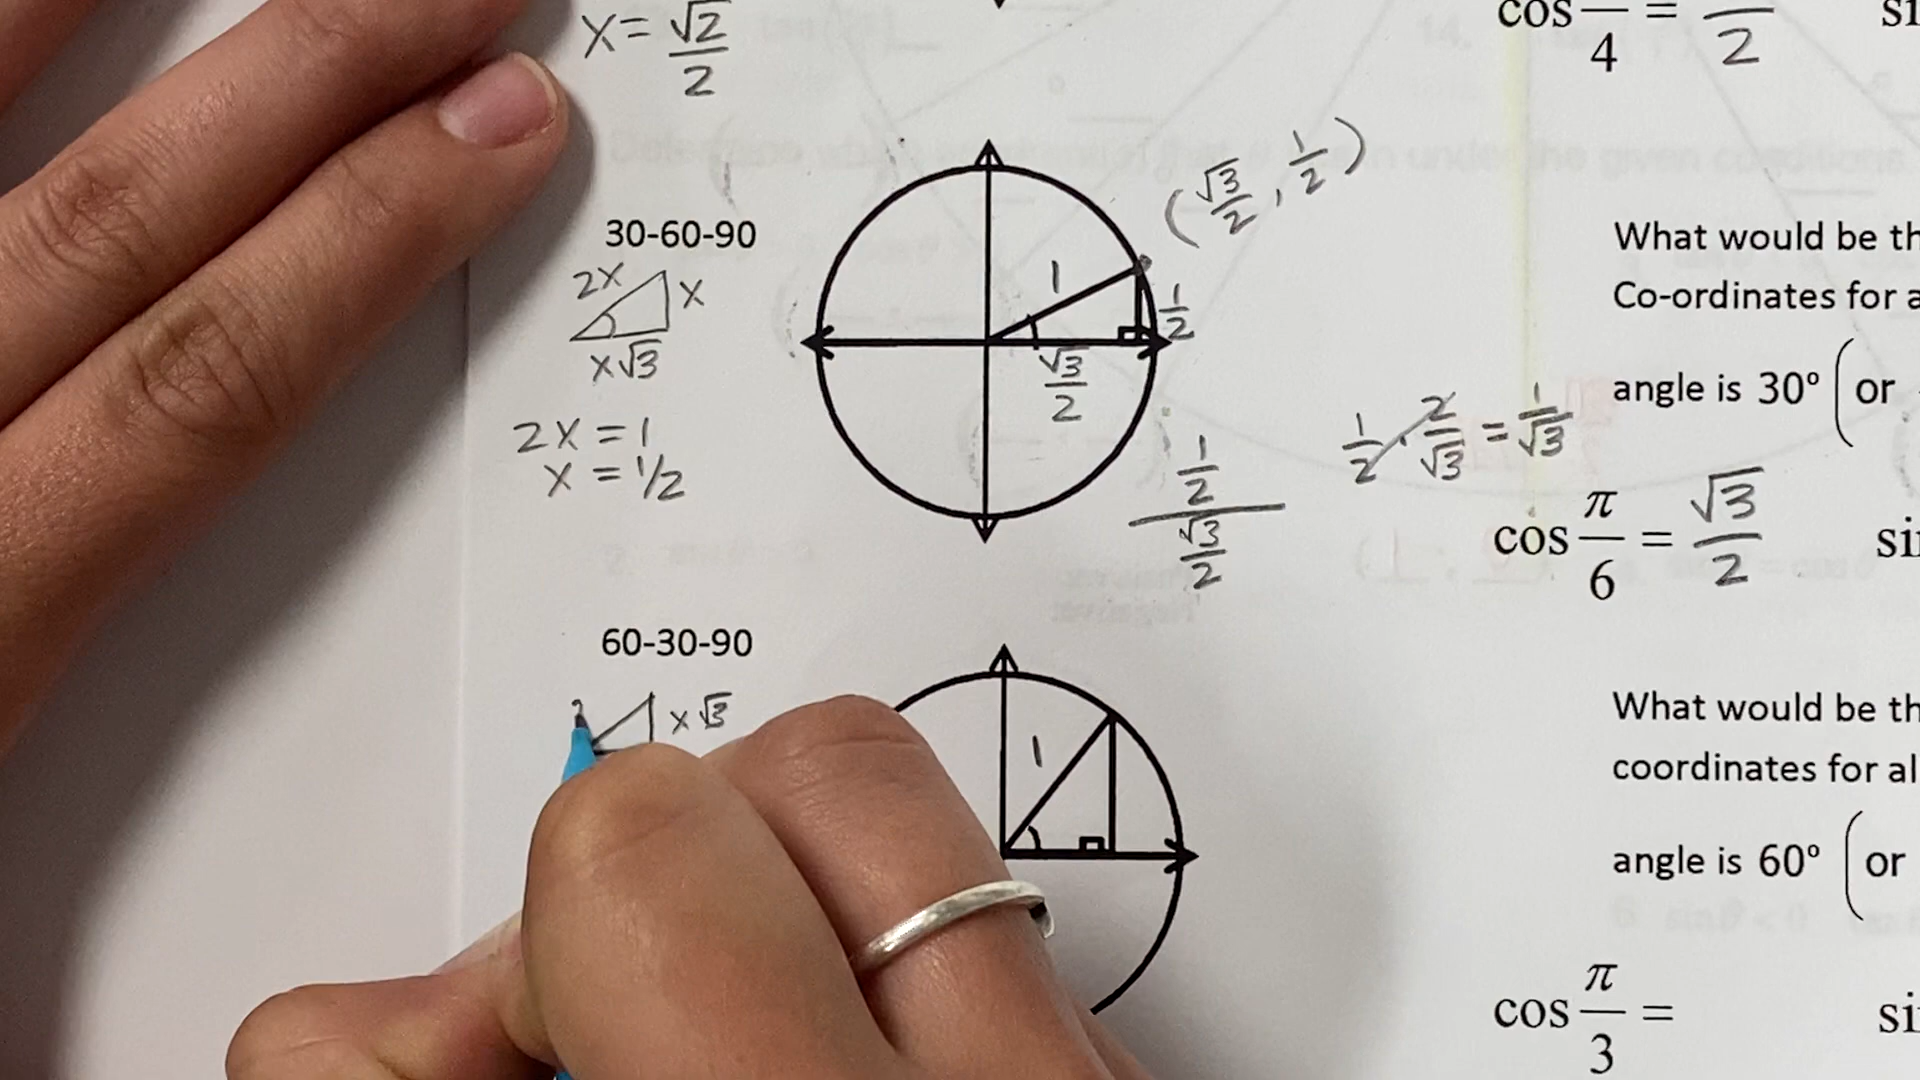 x = √2/2
cos π/4 = /2
(√3/2, 1/2)
30-60-90
2x
x
x√3
1
1/2
√3/2
2x = 1
x = 1/2
What would be th
Co-ordinates for a
angle is 30° (or
1/2 · 2/√3 = 1/√3
1/2
√3/2
cos π/6 = √3/2 si
60-30-90
x√3
1
What would be th
coordinates for al
angle is 60° (or
cos π/3 = si